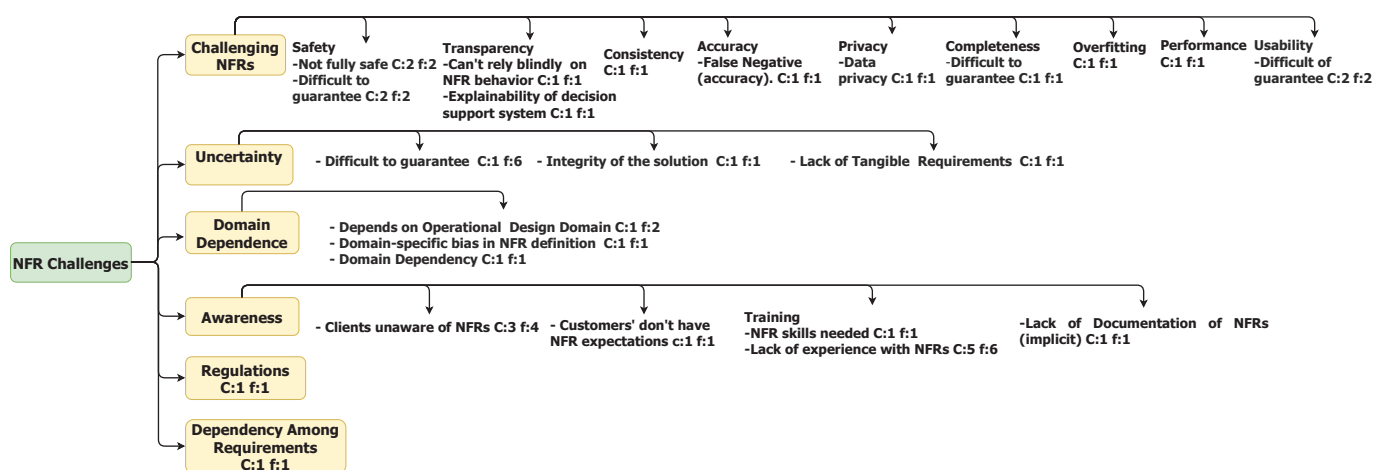 Challenging
NFRs
Safety
-Not fully safe C:2 f:2
-Difficult to
guarantee C:2 f:2
Transparency
-Can't rely blindly on
NFR behavior C:1 f:1
-Explainability of decision
support system C:1 f:1
Consistency
C:1 f:1
Accuracy
-False Negative
(accuracy). C:1 f:1
Privacy
-Data
privacy C:1 f:1
Completeness
-Difficult to
guarantee C:1 f:1
Overfitting
C:1 f:1
Performance
C:1 f:1
Usability
-Difficult of
guarantee C:2 f:2
Uncertainty
- Difficult to guarantee C:1 f:6
- Integrity of the solution C:1 f:1
- Lack of Tangible Requirements C:1 f:1
Domain
Dependence
- Depends on Operational Design Domain C:1 f:2
- Domain-specific bias in NFR definition C:1 f:1
- Domain Dependency C:1 f:1
NFR Challenges
Awareness
- Clients unaware of NFRs C:3 f:4
- Customers' don't have
NFR expectations c:1 f:1
Training
-NFR skills needed C:1 f:1
-Lack of experience with NFRs C:5 f:6
-Lack of Documentation of NFRs
(implicit) C:1 f:1
Regulations
C:1 f:1
Dependency Among
Requirements
C:1 f:1